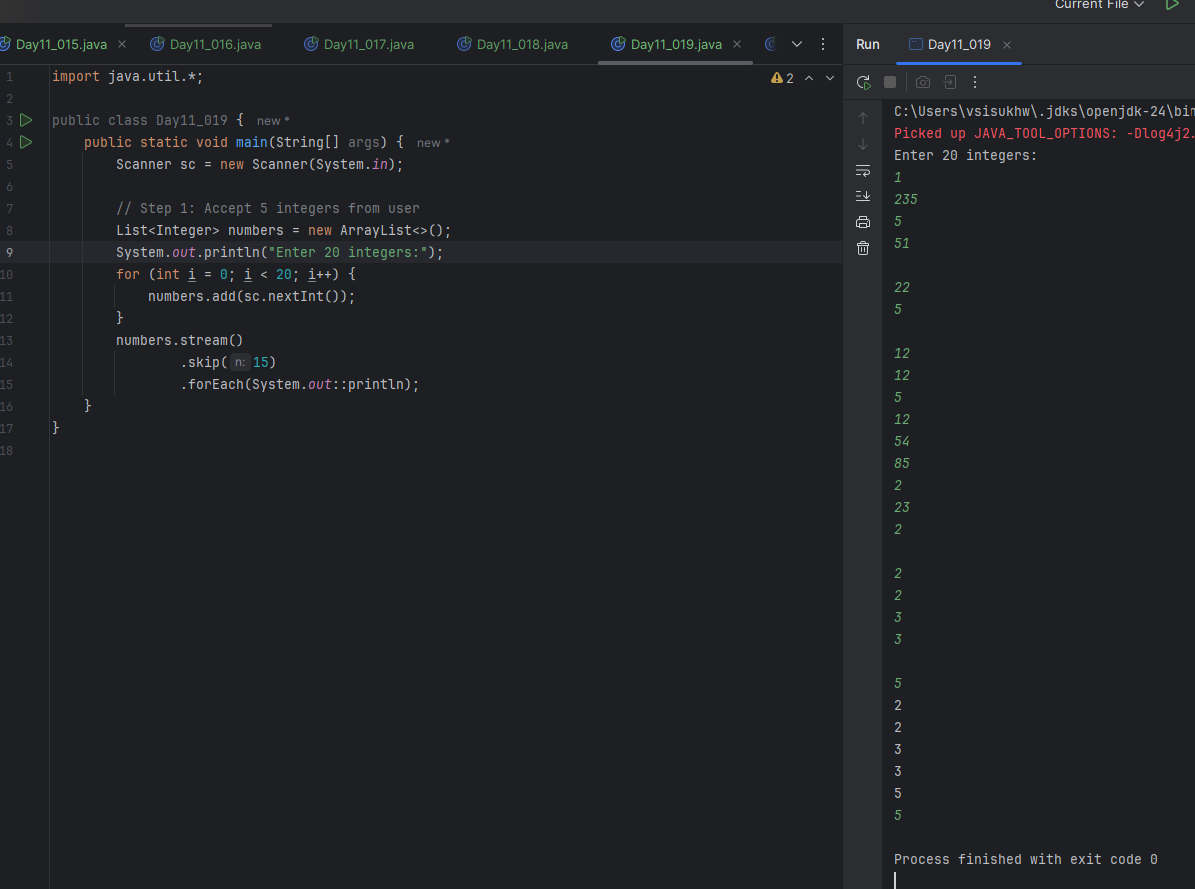 Current File
Day11_015.java
Day11_016.java
Day11_017.java
Day11_018.java
Day11_019.java
Run
Day11_019
2
1 import java.util.*;
2
3 public class Day11_019 { new *
4 public static void main(String[] args) { new *
5 Scanner sc = new Scanner(System.in);
6
7 // Step 1: Accept 5 integers from user
8 List<Integer> numbers = new ArrayList<>();
9 System.out.println("Enter 20 integers:");
10 for (int i = 0; i < 20; i++) {
11 numbers.add(sc.nextInt());
12 }
13 numbers.stream()
14 .skip( n: 15)
15 .forEach(System.out::println);
16 }
17 }
18
C:\Users\vsisukhw\.jdks\openjdk-24\bin
Picked up JAVA_TOOL_OPTIONS: -Dlog4j2.
Enter 20 integers:
1
235
5
51
22
5
12
12
5
12
54
85
2
23
2
2
2
3
3
5
2
2
3
3
5
5
Process finished with exit code 0